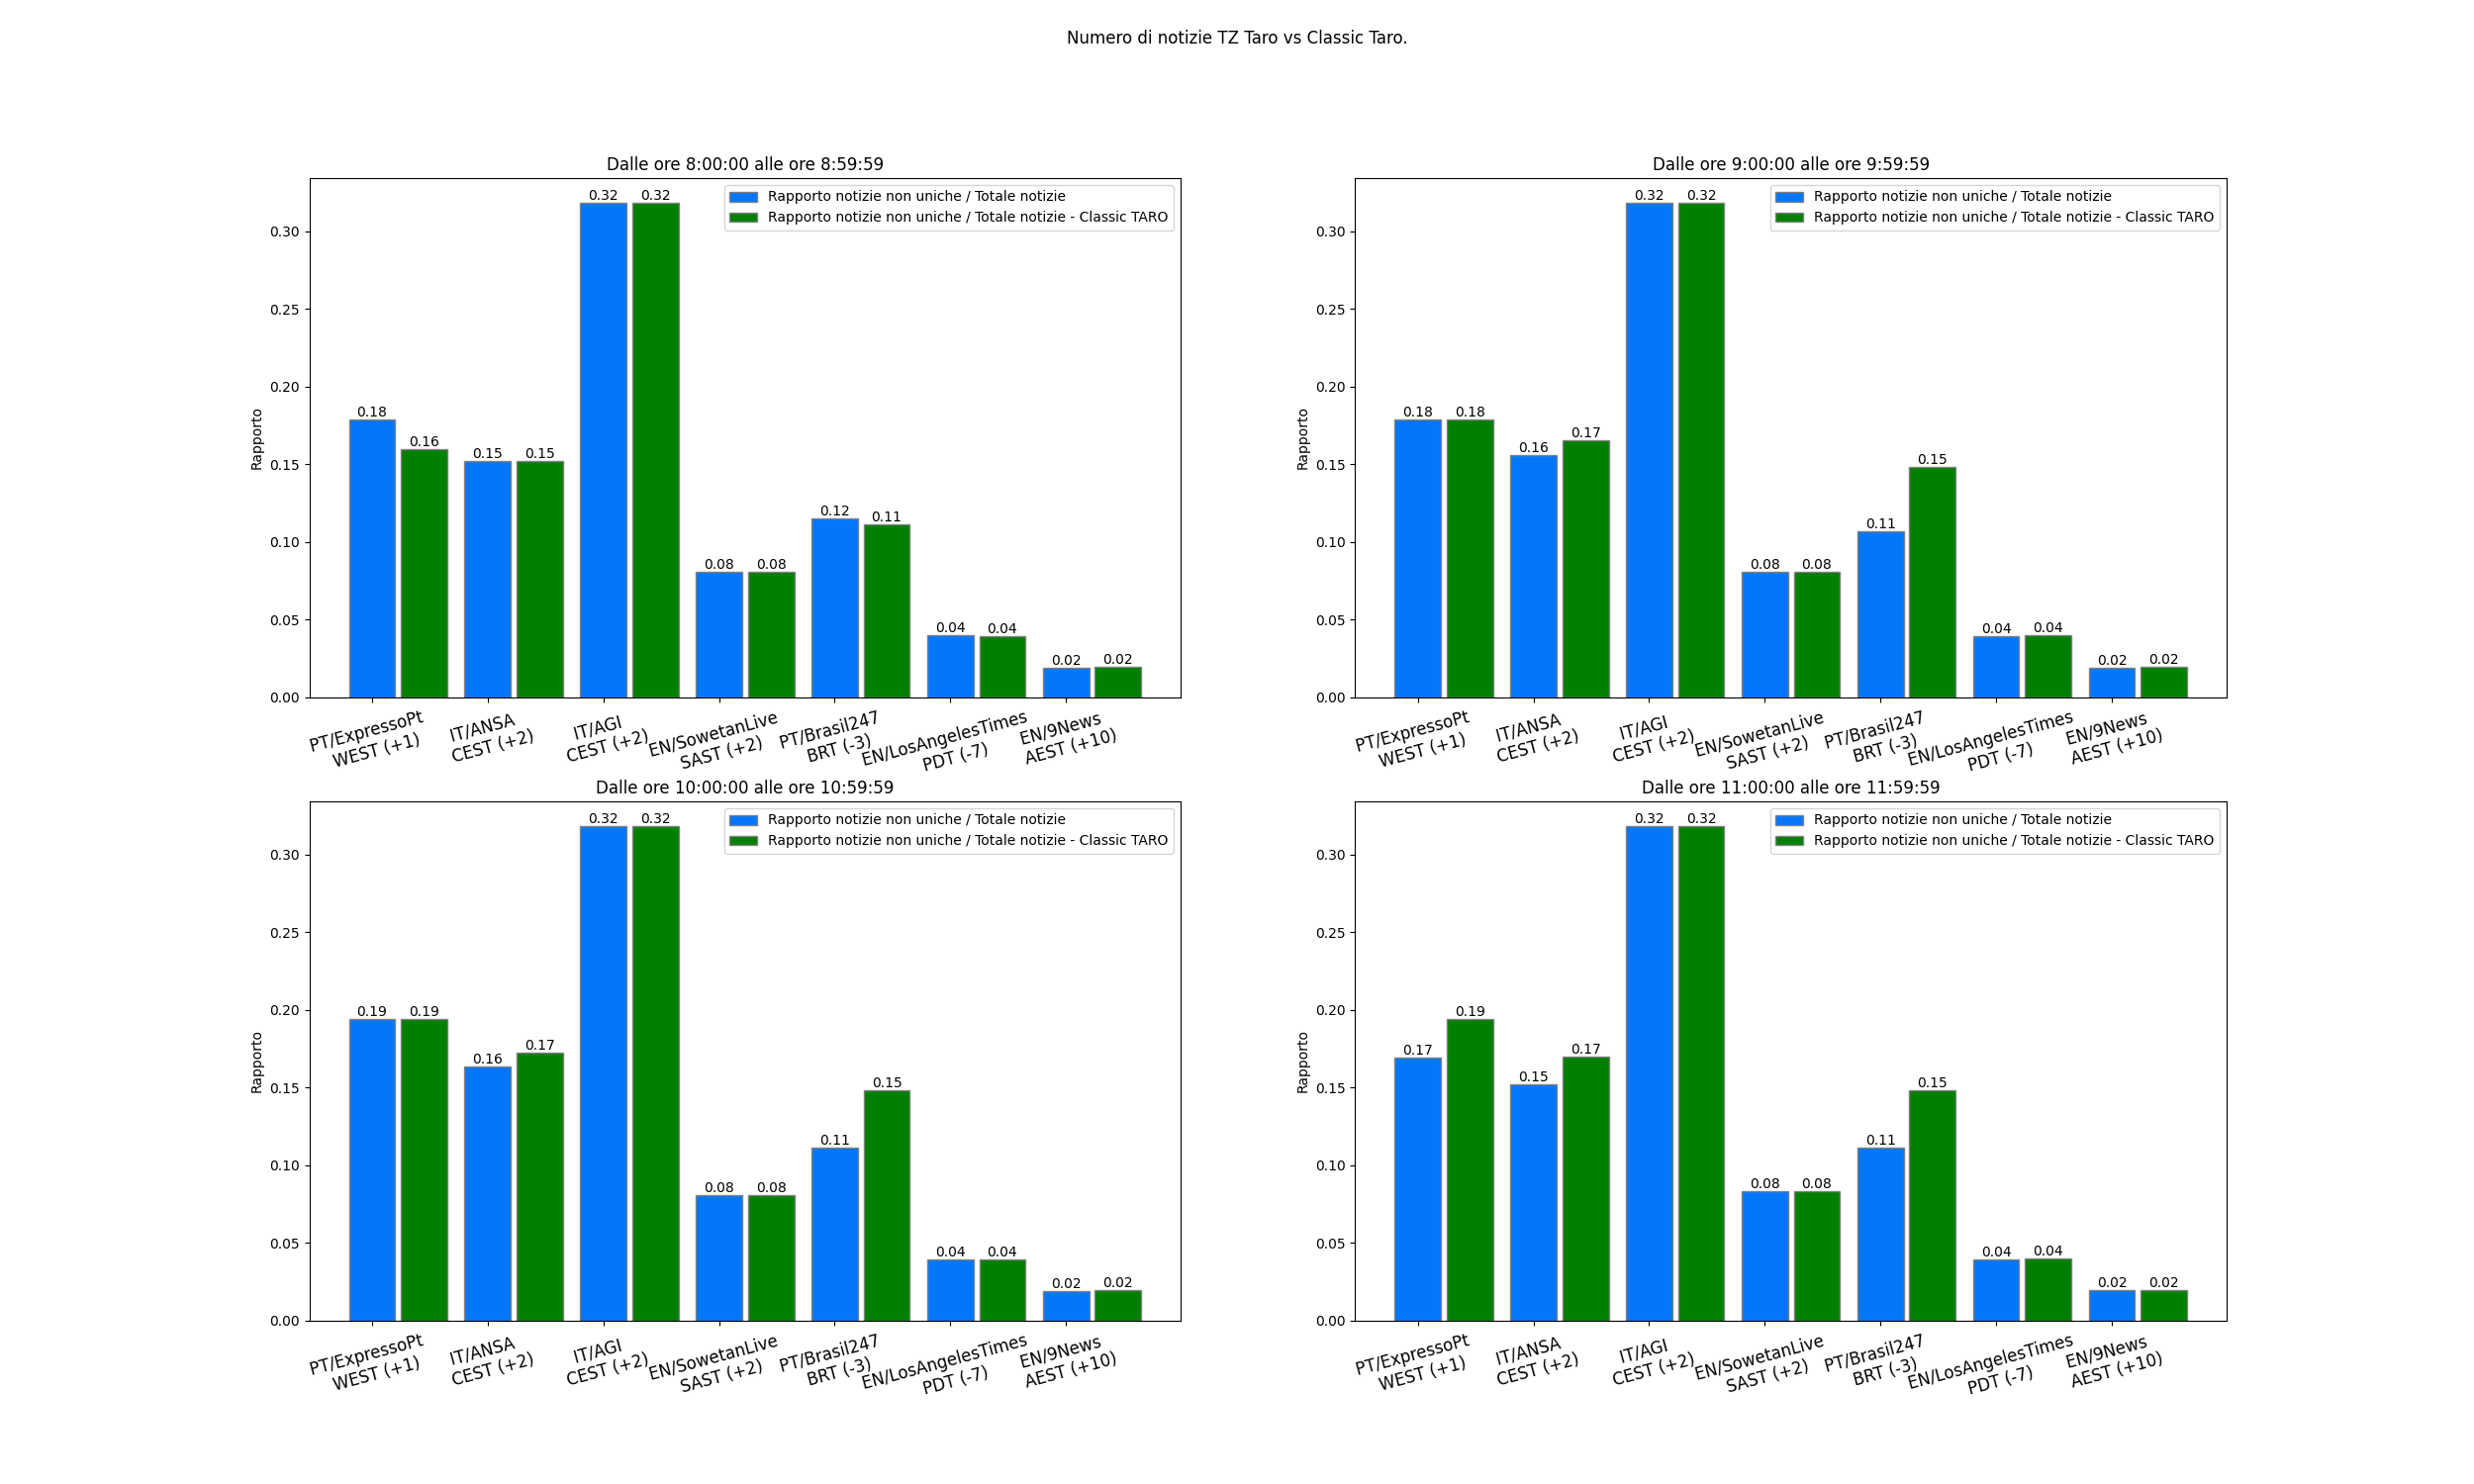 Numero di notizie TZ Taro vs Classic Taro.
Dalle ore 8:00:00 alle ore 8:59:59
Rapporto notizie non uniche / Totale notizie
Rapporto notizie non uniche / Totale notizie - Classic TARO
Rapporto
0.30
0.25
0.20
0.15
0.10
0.05
0.00
0.18
0.16
0.15
0.15
0.32
0.32
0.08
0.08
0.12
0.11
0.04
0.04
0.02
0.02
PT/ExpressoPt
WEST (+1)
IT/ANSA
CEST (+2)
IT/AGI
CEST (+2)
EN/SowetanLive
SAST (+2)
PT/Brasil247
BRT (-3)
EN/LosAngelesTimes
PDT (-7)
EN/9News
AEST (+10)
Dalle ore 9:00:00 alle ore 9:59:59
Rapporto notizie non uniche / Totale notizie
Rapporto notizie non uniche / Totale notizie - Classic TARO
Rapporto
0.30
0.25
0.20
0.15
0.10
0.05
0.00
0.18
0.18
0.16
0.17
0.32
0.32
0.08
0.08
0.11
0.15
0.04
0.04
0.02
0.02
PT/ExpressoPt
WEST (+1)
IT/ANSA
CEST (+2)
IT/AGI
CEST (+2)
EN/SowetanLive
SAST (+2)
PT/Brasil247
BRT (-3)
EN/LosAngelesTimes
PDT (-7)
EN/9News
AEST (+10)
Dalle ore 10:00:00 alle ore 10:59:59
Rapporto notizie non uniche / Totale notizie
Rapporto notizie non uniche / Totale notizie - Classic TARO
Rapporto
0.30
0.25
0.20
0.15
0.10
0.05
0.00
0.19
0.19
0.16
0.17
0.32
0.32
0.08
0.08
0.11
0.15
0.04
0.04
0.02
0.02
PT/ExpressoPt
WEST (+1)
IT/ANSA
CEST (+2)
IT/AGI
CEST (+2)
EN/SowetanLive
SAST (+2)
PT/Brasil247
BRT (-3)
EN/LosAngelesTimes
PDT (-7)
EN/9News
AEST (+10)
Dalle ore 11:00:00 alle ore 11:59:59
Rapporto notizie non uniche / Totale notizie
Rapporto notizie non uniche / Totale notizie - Classic TARO
Rapporto
0.30
0.25
0.20
0.15
0.10
0.05
0.00
0.17
0.19
0.15
0.17
0.32
0.32
0.08
0.08
0.11
0.15
0.04
0.04
0.02
0.02
PT/ExpressoPt
WEST (+1)
IT/ANSA
CEST (+2)
IT/AGI
CEST (+2)
EN/SowetanLive
SAST (+2)
PT/Brasil247
BRT (-3)
EN/LosAngelesTimes
PDT (-7)
EN/9News
AEST (+10)